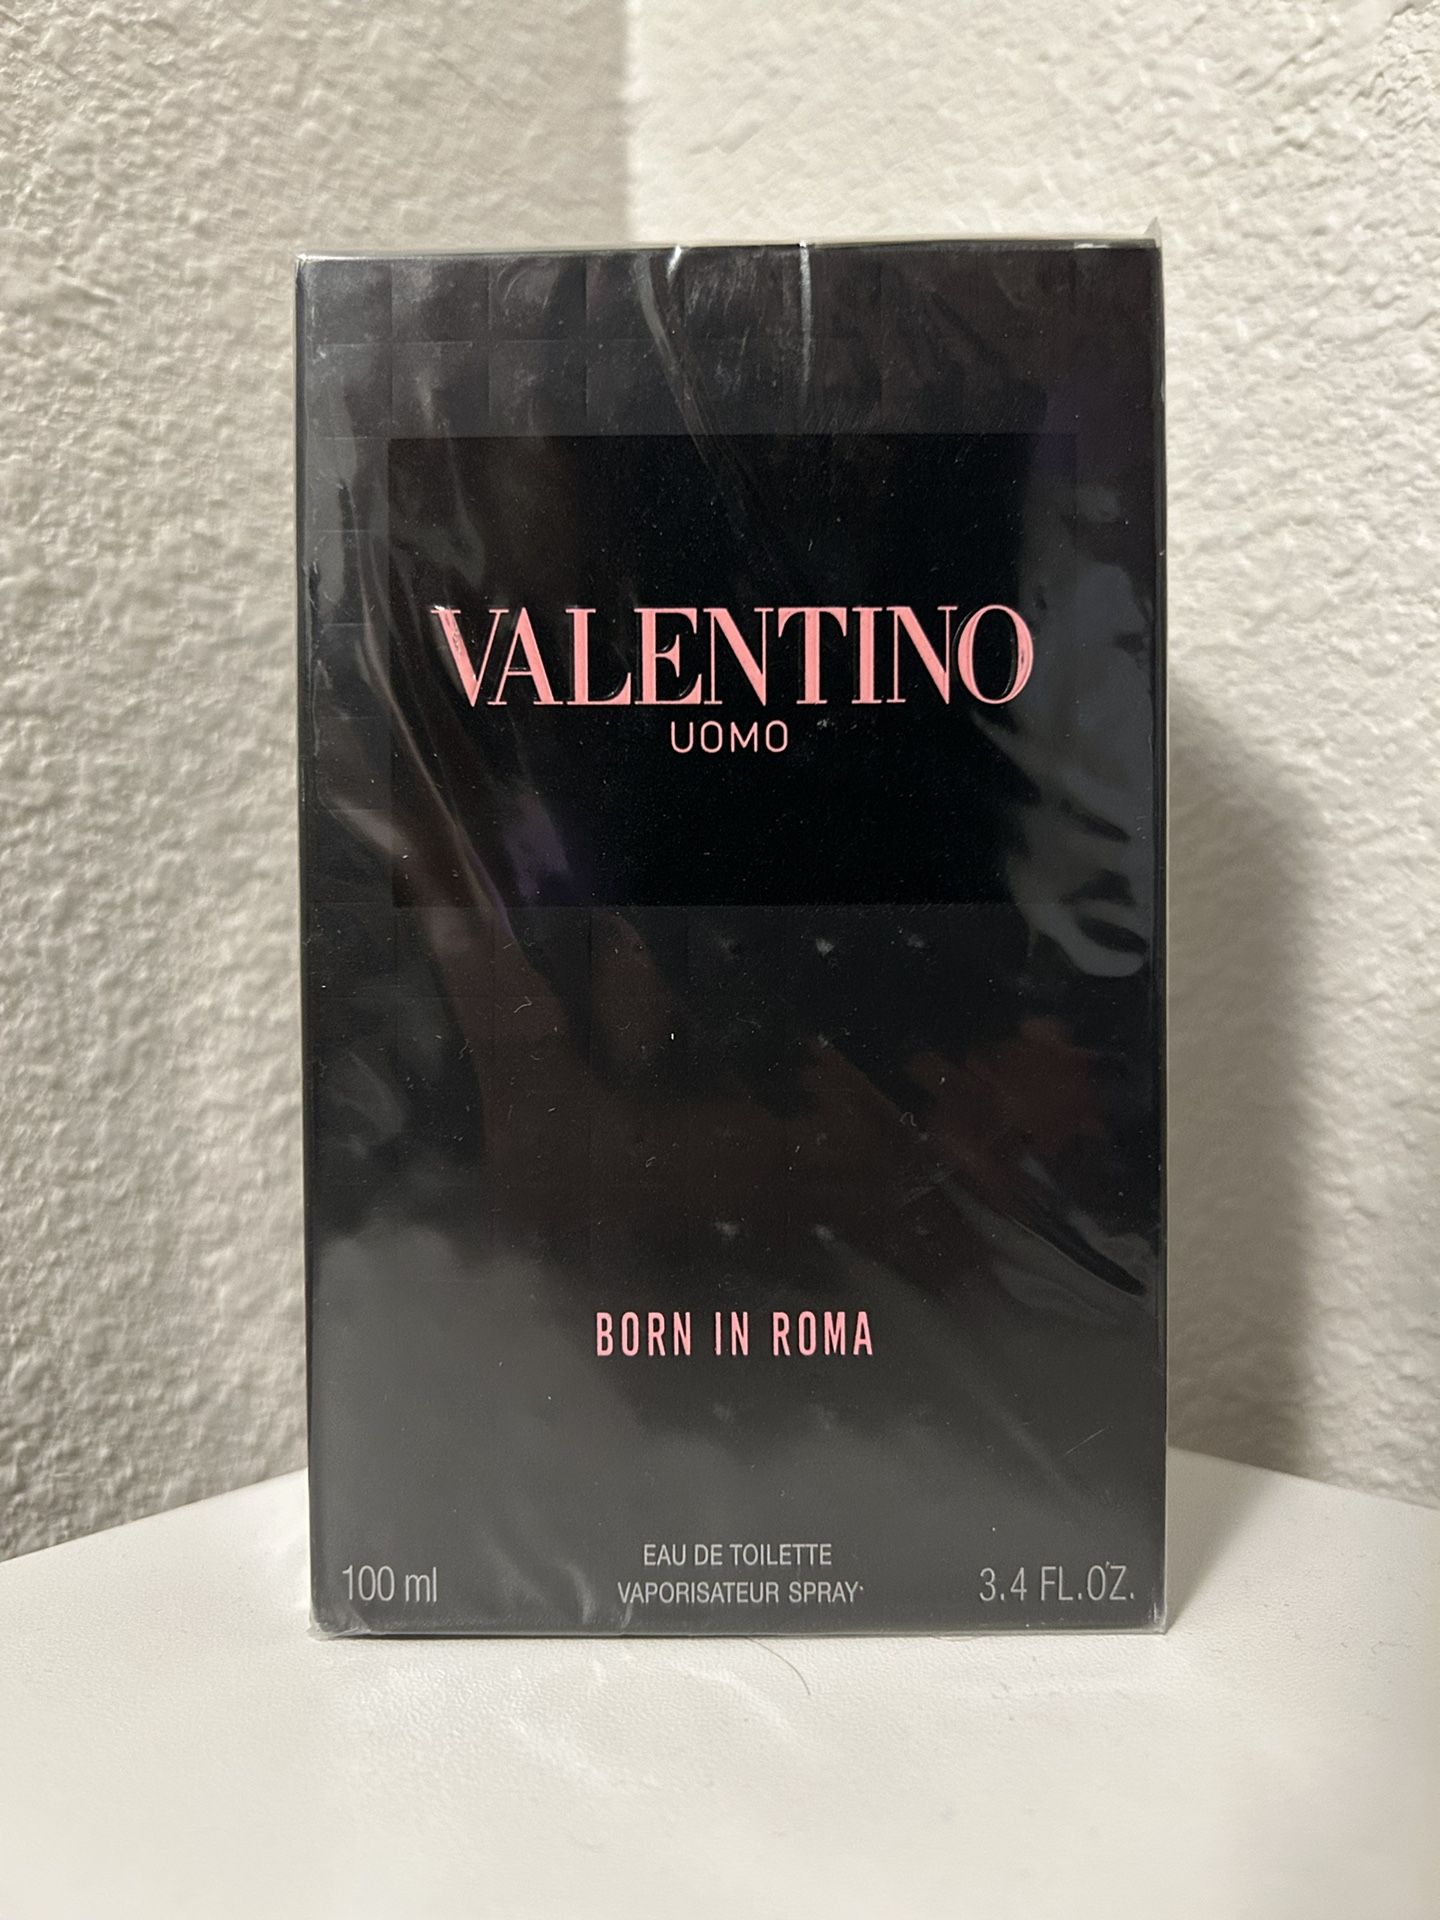 VALENTINO
UOMO
BORN IN ROMA
EAU DE TOILETTE
100 ml VAPORISATEUR SPRAY 3.4 FL.OZ.